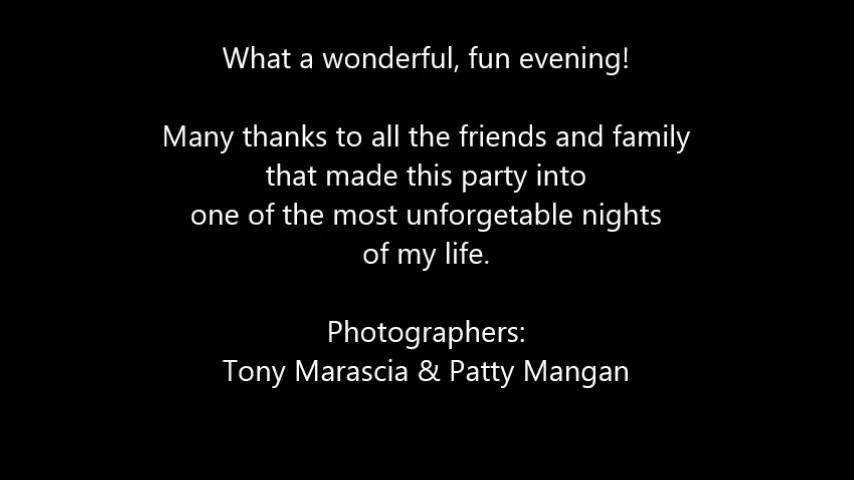 What a wonderful, fun evening!
Many thanks to all the friends and family
that made this party into
one of the most unforgetable nights
of my life.
Photographers:
Tony Marascia & Patty Mangan